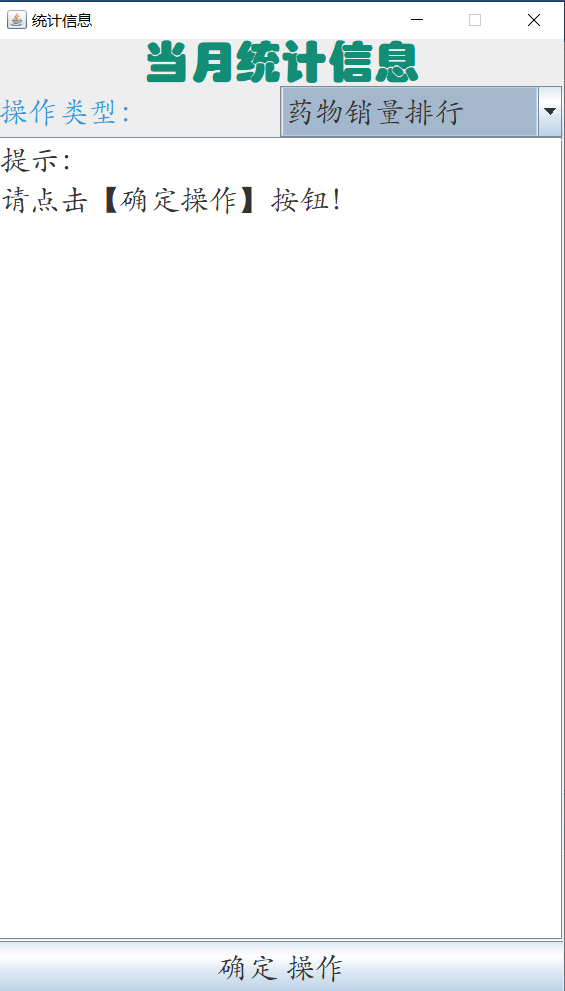 统计信息
当月统计信息
操作类型：
药物销量排行
提示：
请点击【确定操作】按钮！
确定 操作